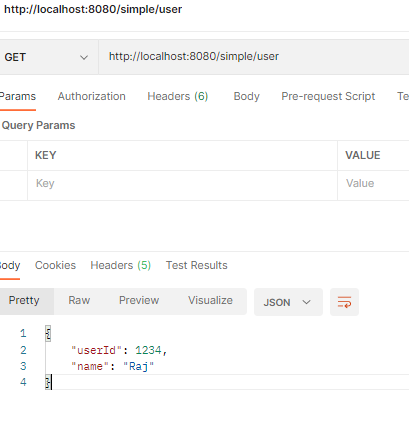 http://localhost:8080/simple/user
GET http://localhost:8080/simple/user
Params Authorization Headers (6) Body Pre-request Script Te
Query Params
KEY VALUE
Key Value
Body Cookies Headers (5) Test Results
Pretty Raw Preview Visualize JSON
1 {
2 "userId": 1234,
3 "name": "Raj"
4 }